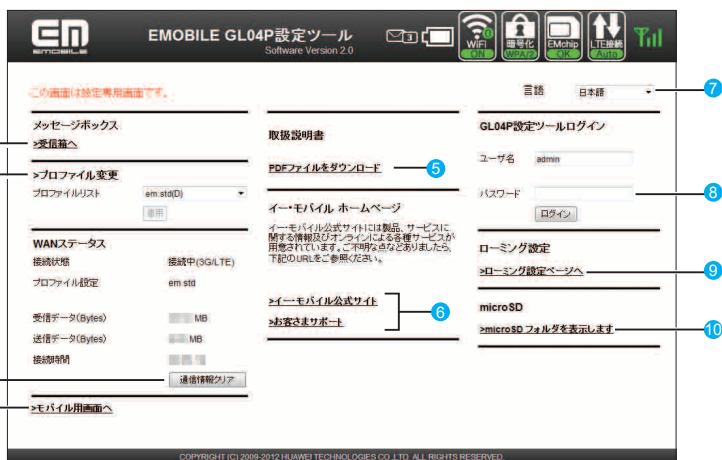 EM
EMOBILE
EMOBILE GL04P設定ツール
Software Version 2.0
3
WiFi
ON
暗号化
WPA/2
EMchip
OK
LTE接続
Auto
この画面は設定専用画面です。
言語 日本語
7
メッセージボックス
>受信箱へ
>プロファイル変更
プロファイルリスト em std(D)
適用
WANステータス
接続状態 接続中(3G/LTE)
プロファイル設定 em std
受信データ(Bytes) MB
送信データ(Bytes) MB
接続時間
通信情報クリア
>モバイル用画面へ
取扱説明書
PDFファイルをダウンロード
5
イー・モバイル ホームページ
イー・モバイル公式サイトには製品、サービスに
関する情報及びオンラインによる各種サービスが
用意されています。ご不明な点などありましたら、
下記のURLをご参照ください。
>イー・モバイル公式サイト
>お客さまサポート
6
GL04P設定ツールログイン
ユーザ名 admin
パスワード
8
ログイン
ローミング設定
>ローミング設定ページへ
9
microSD
>microSDフォルダを表示します
10
COPYRIGHT (C) 2009-2012 HUAWEI TECHNOLOGIES CO.,LTD. ALL RIGHTS RESERVED